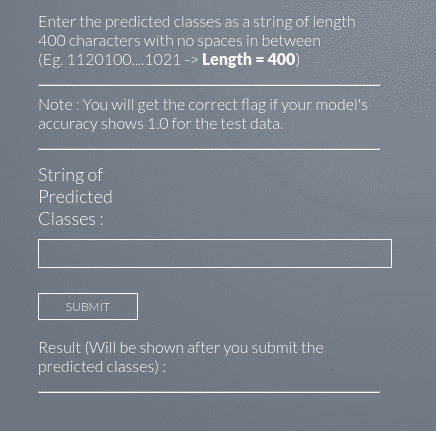 Enter the predicted classes as a string of length
400 characters with no spaces in between
(Eg. 1120100....1021 -> Length = 400)
Note : You will get the correct flag if your model's
accuracy shows 1.0 for the test data.
String of
Predicted
Classes :
SUBMIT
Result (Will be shown after you submit the
predicted classes) :